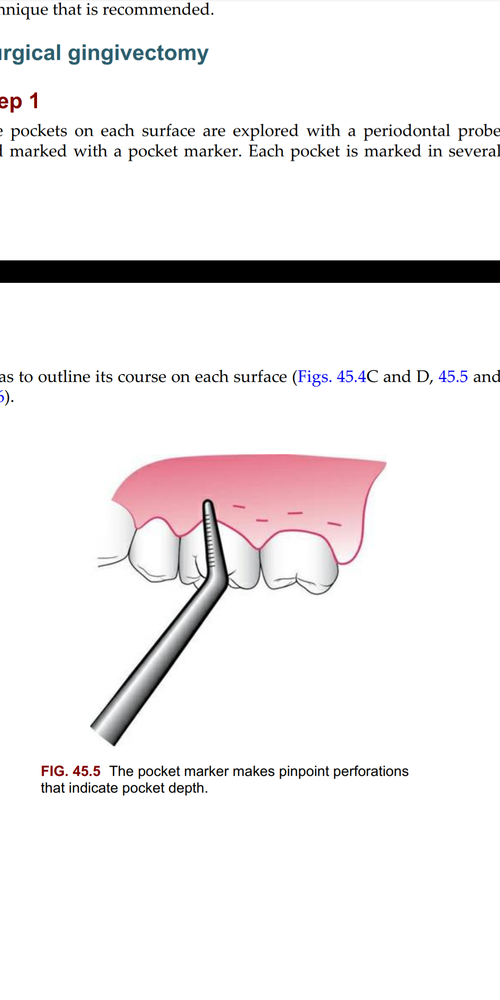 nique that is recommended.
rgical gingivectomy
ep 1
pockets on each surface are explored with a periodontal probe
marked with a pocket marker. Each pocket is marked in several
as to outline its course on each surface (Figs. 45.4C and D, 45.5 and
6).
FIG. 45.5 The pocket marker makes pinpoint perforations
that indicate pocket depth.